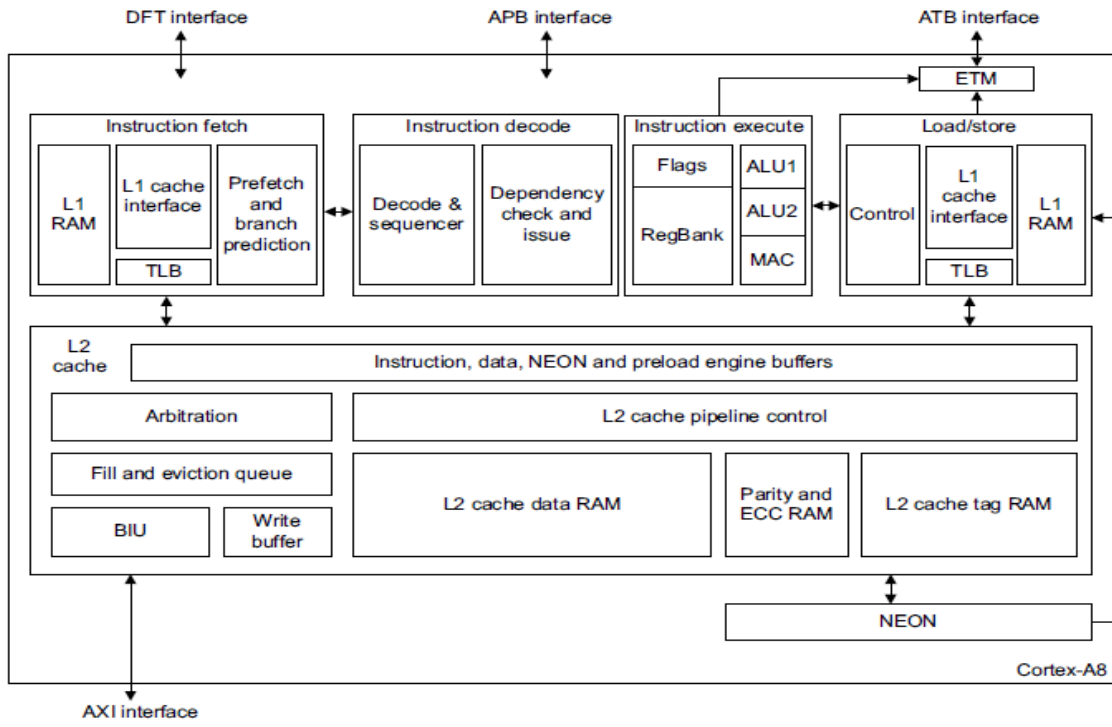 DFT interface
APB interface
ATB interface
ETM
Instruction fetch
L1
RAM
L1 cache
interface
TLB
Prefetch
and
branch
prediction
Instruction decode
Decode &
sequencer
Dependency
check and
issue
Instruction execute
Flags
RegBank
ALU1
ALU2
MAC
Load/store
Control
L1
cache
interface
TLB
L1
RAM
L2
cache
Instruction, data, NEON and preload engine buffers
Arbitration
L2 cache pipeline control
Fill and eviction queue
BIU
Write
buffer
L2 cache data RAM
Parity and
ECC RAM
L2 cache tag RAM
NEON
Cortex-A8
AXI interface